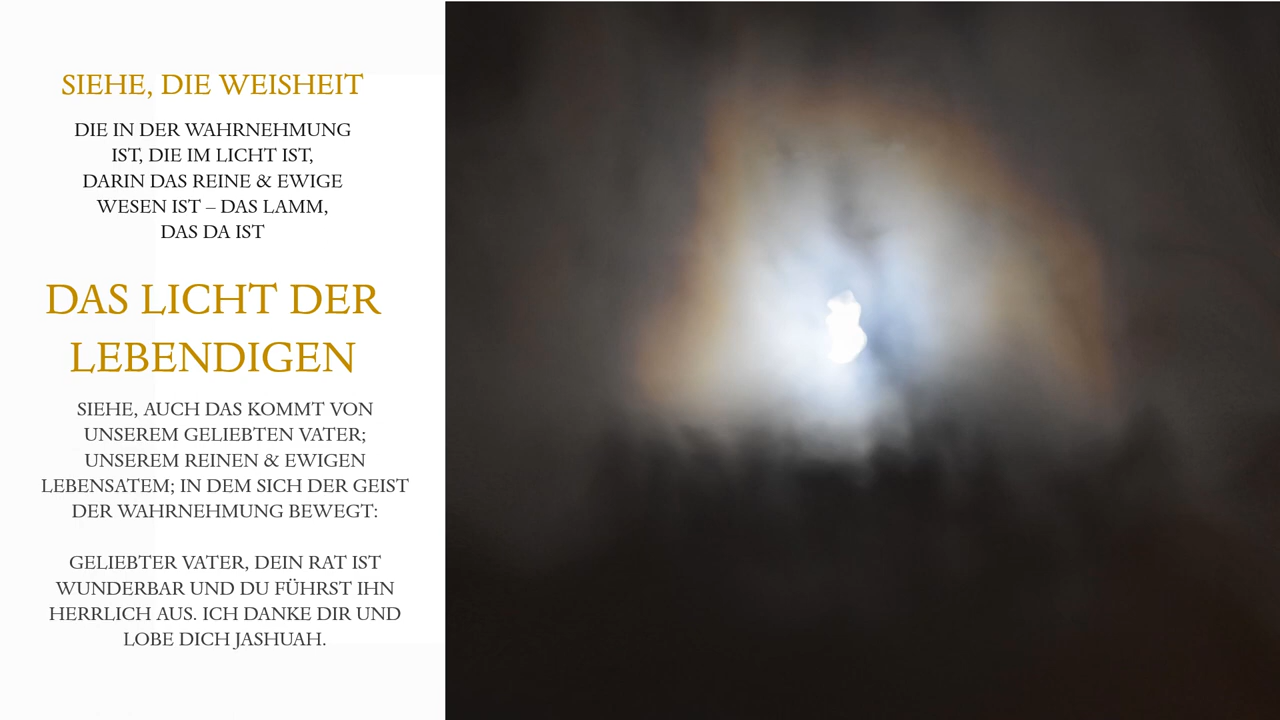 SIEHE, DIE WEISHEIT
DIE IN DER WAHRNEHMUNG
IST, DIE IM LICHT IST,
DARIN DAS REINE & EWIGE
WESEN IST – DAS LAMM,
DAS DA IST
DAS LICHT DER
LEBENDIGEN
SIEHE, AUCH DAS KOMMT VON
UNSEREM GELIEBTEN VATER;
UNSEREM REINEN & EWIGEN
LEBENSATEM; IN DEM SICH DER GEIST
DER WAHRNEHMUNG BEWEGT:
GELIEBTER VATER, DEIN RAT IST
WUNDERBAR UND DU FÜHRST IHN
HERRLICH AUS. ICH DANKE DIR UND
LOBE DICH JASHUAH.